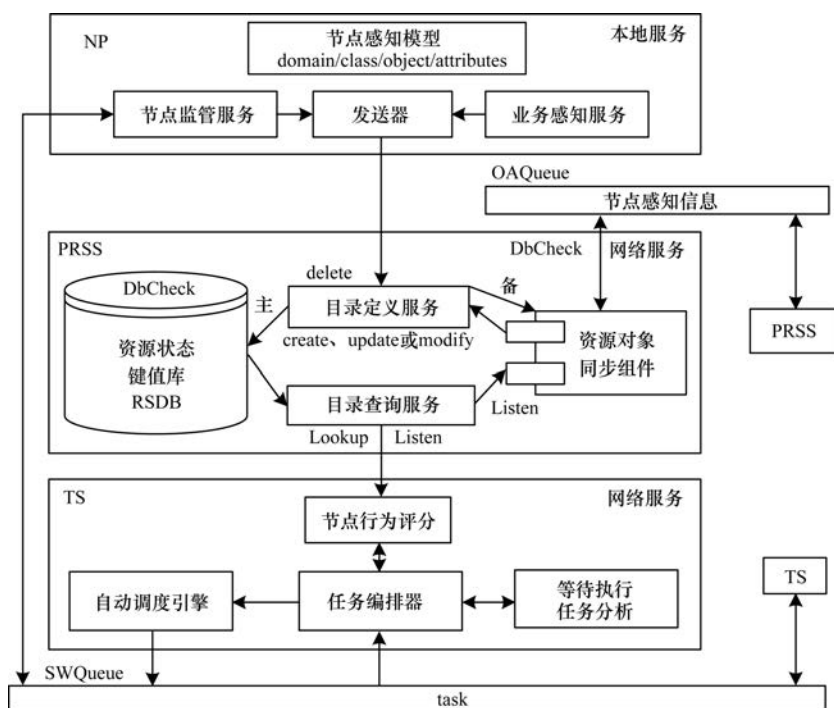 NP
节点感知模型
domain/class/object/attributes
本地服务
节点监管服务
发送器
业务感知服务
OAQueue
节点感知信息
PRSS
DbCheck
网络服务
DbCheck
资源状态
键值库
RSDB
主
delete
目录定义服务
create、update或modify
备
资源对象
同步组件
PRSS
目录查询服务
Lookup
Listen
Listen
TS
网络服务
节点行为评分
自动调度引擎
任务编排器
等待执行
任务分析
TS
SWQueue
task